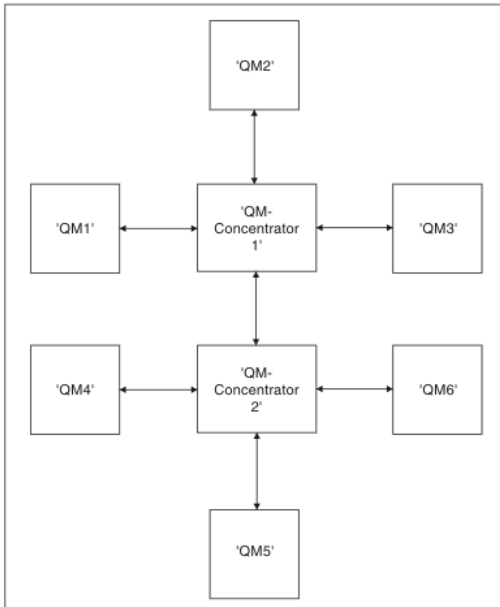 'QM2'
'QM1'
'QM-
Concentrator
1'
'QM3'
'QM4'
'QM-
Concentrator
2'
'QM6'
'QM5'